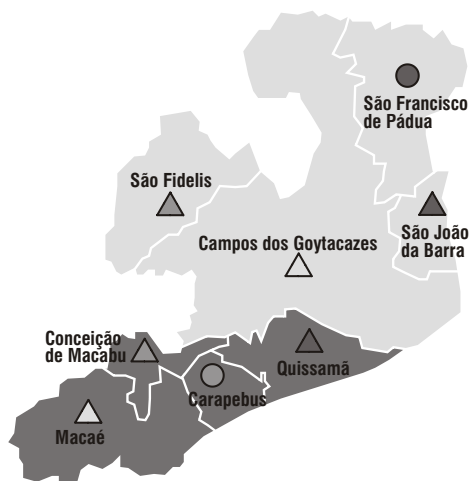 São Francisco
de Pádua
São Fidelis
São João
da Barra
Campos dos Goytacazes
Conceição
de Macabu
Quissamã
Carapebus
Macaé